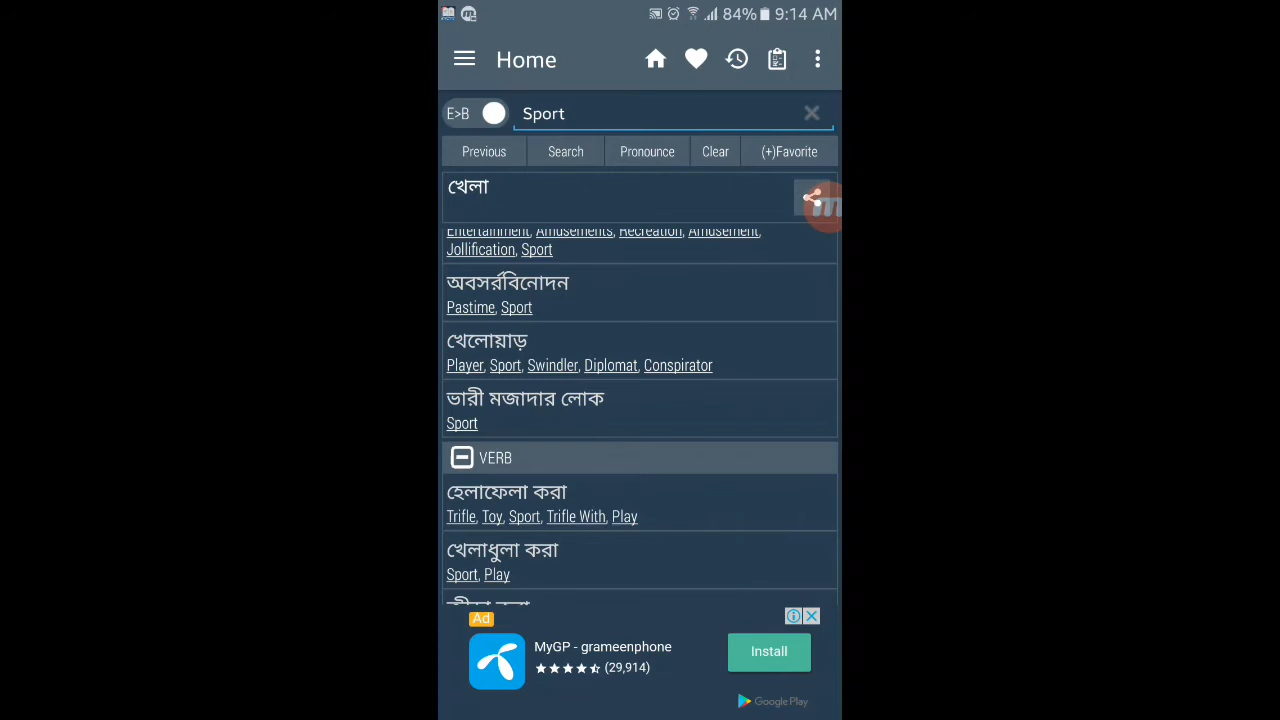 84% 9:14 AM
Home
E>B Sport
Previous Search Pronounce Clear (+)Favorite
খেলা
Entertainment, Amusements, Recreation, Amusement,
Jollification, Sport
অবসর্রবিনোদন
Pastime, Sport
খেলোয়াড়
Player, Sport, Swindler, Diplomat, Conspirator
ভারী মজাদার লোক
Sport
VERB
হেলাফেলা করা
Trifle, Toy, Sport, Trifle With, Play
খেলাধুলা করা
Sport, Play
Ad
MyGP - grameenphone
(29,914)
Install
Google Play